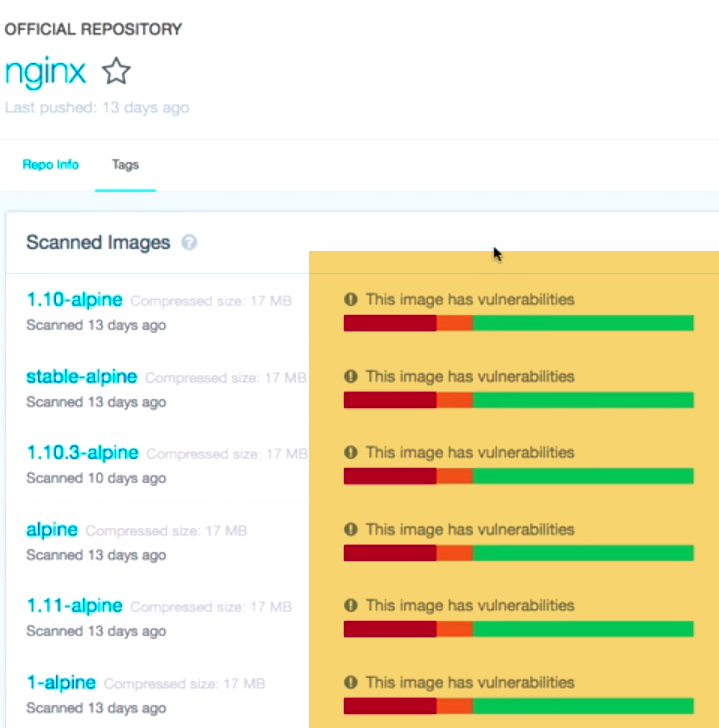 OFFICIAL REPOSITORY
nginx
Last pushed: 13 days ago
Repo Info Tags
Scanned Images ?
1.10-alpine Compressed size: 17 MB ! This image has vulnerabilities
Scanned 13 days ago
stable-alpine Compressed size: 17 MB ! This image has vulnerabilities
Scanned 13 days ago
1.10.3-alpine Compressed size: 17 MB ! This image has vulnerabilities
Scanned 10 days ago
alpine Compressed size: 17 MB ! This image has vulnerabilities
Scanned 13 days ago
1.11-alpine Compressed size: 17 MB ! This image has vulnerabilities
Scanned 13 days ago
1-alpine Compressed size: 17 MB ! This image has vulnerabilities
Scanned 13 days ago